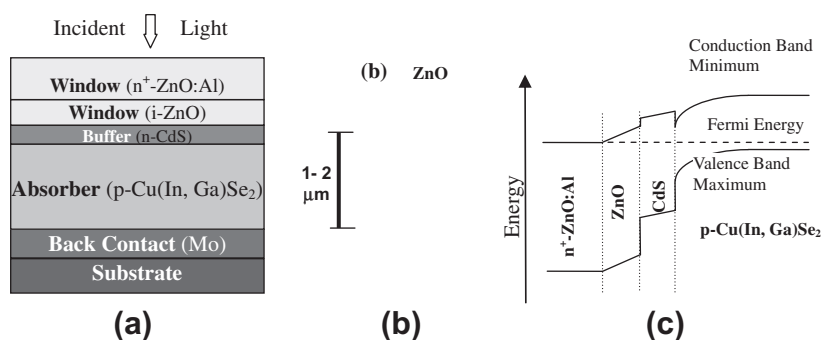 Incident Light
Window (n⁺-ZnO:Al)
Window (i-ZnO)
Buffer (n-CdS)
Absorber (p-Cu(In, Ga)Se₂)
Back Contact (Mo)
Substrate
(a)
(b) ZnO
1- 2
μm
(b)
Conduction Band
Minimum
Fermi Energy
Valence Band
Maximum
Energy
n⁺-ZnO:Al
ZnO
CdS
p-Cu(In, Ga)Se₂
(c)